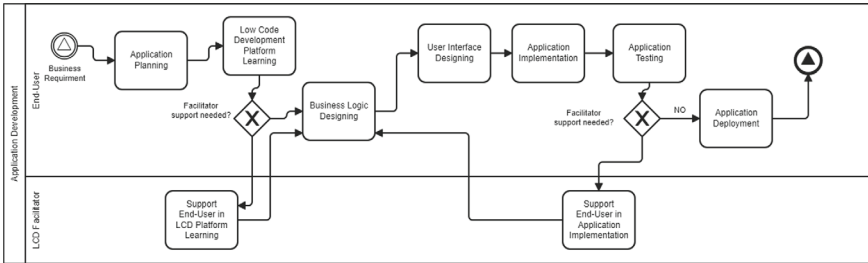 Application Development
End-User
Business
Requirment
Application
Planning
Low Code
Development
Platform
Learning
Facilitator
support needed?
Business Logic
Designing
User Interface
Designing
Application
Implementation
Application
Testing
Facilitator
support needed?
NO
Application
Deployment
LCD Facilitator
Support
End-User in
LCD Platform
Learning
Support
End-User in
Application
Implementation